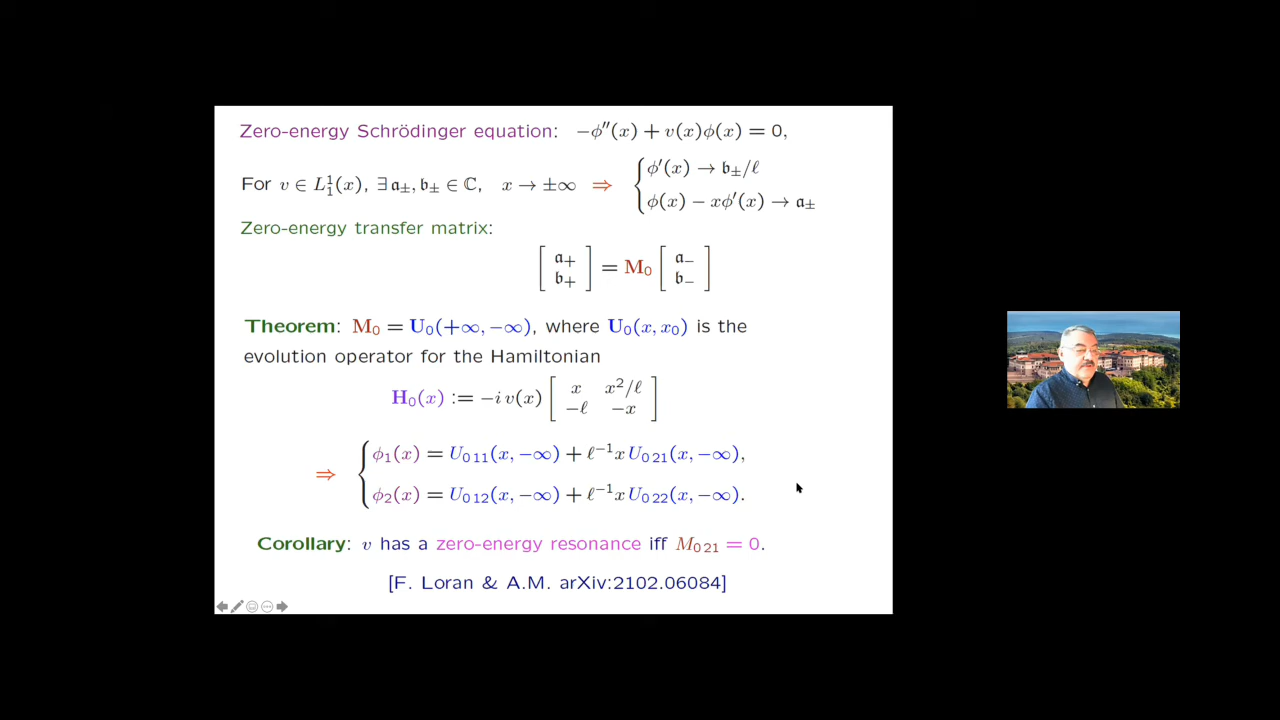 Zero-energy Schrödinger equation: −ϕ″(x) + v(x)ϕ(x) = 0,
For v ∈ L¹₁(x), ∃ 𝔞±, 𝔟± ∈ ℂ, x → ±∞ ⇒ { ϕ′(x) → 𝔟±/ℓ
ϕ(x) − xϕ′(x) → 𝔞±
Zero-energy transfer matrix:
[ 𝔞₊ ] = M₀ [ 𝔞₋ ]
[ 𝔟₊ ] [ 𝔟₋ ]
Theorem: M₀ = U₀(+∞, −∞), where U₀(x, x₀) is the
evolution operator for the Hamiltonian
H₀(x) := −i v(x) [ x x²/ℓ ]
[ −ℓ −x ]
⇒ { ϕ₁(x) = U₀ ₁₁(x, −∞) + ℓ⁻¹x U₀ ₂₁(x, −∞),
ϕ₂(x) = U₀ ₁₂(x, −∞) + ℓ⁻¹x U₀ ₂₂(x, −∞).
Corollary: v has a zero-energy resonance iff M₀ ₂₁ = 0.
[F. Loran & A.M. arXiv:2102.06084]